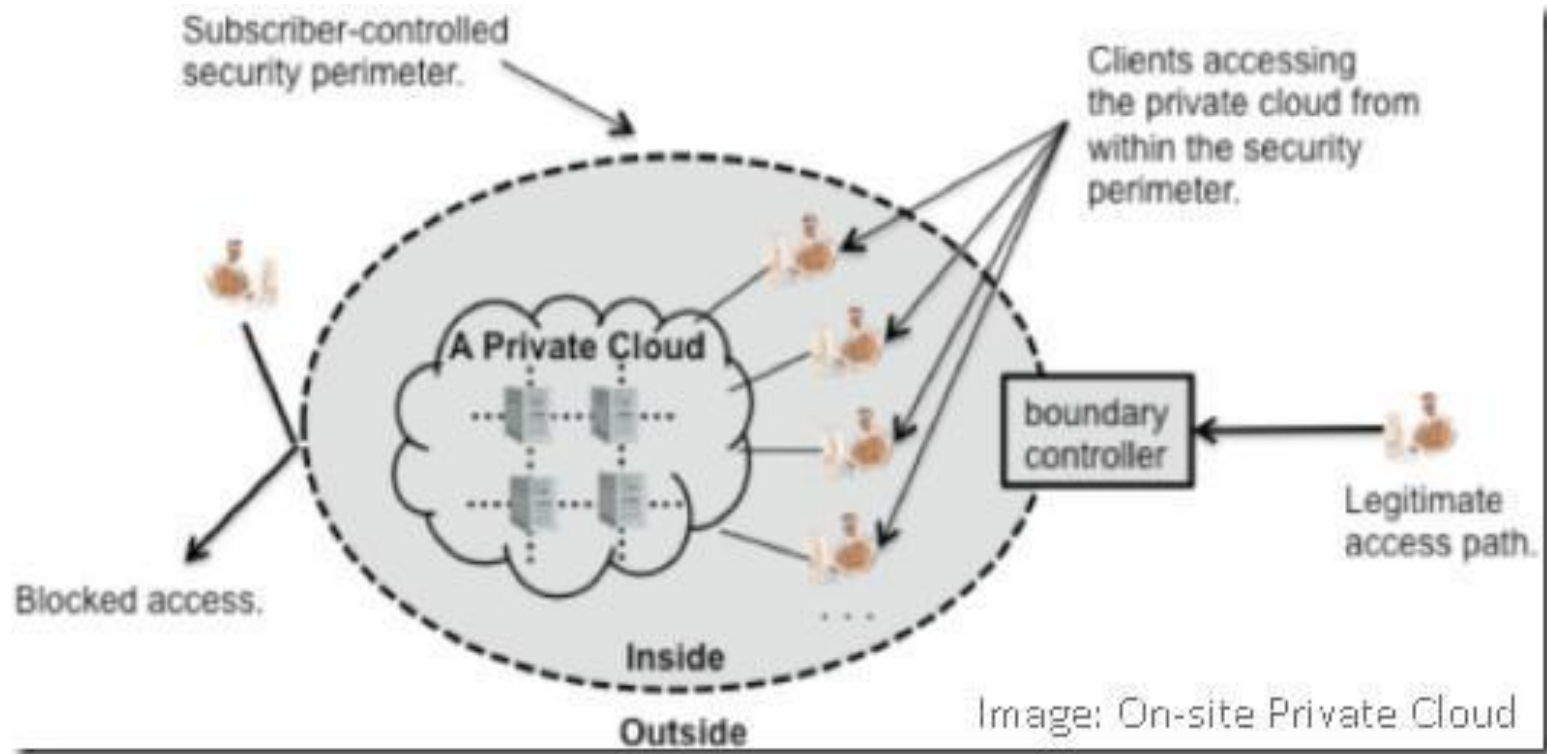 Subscriber-controlled
security perimeter.
Clients accessing
the private cloud from
within the security
perimeter.
A Private Cloud
boundary
controller
Legitimate
access path.
Blocked access.
. . .
Inside
Outside
Image: On-site Private Cloud